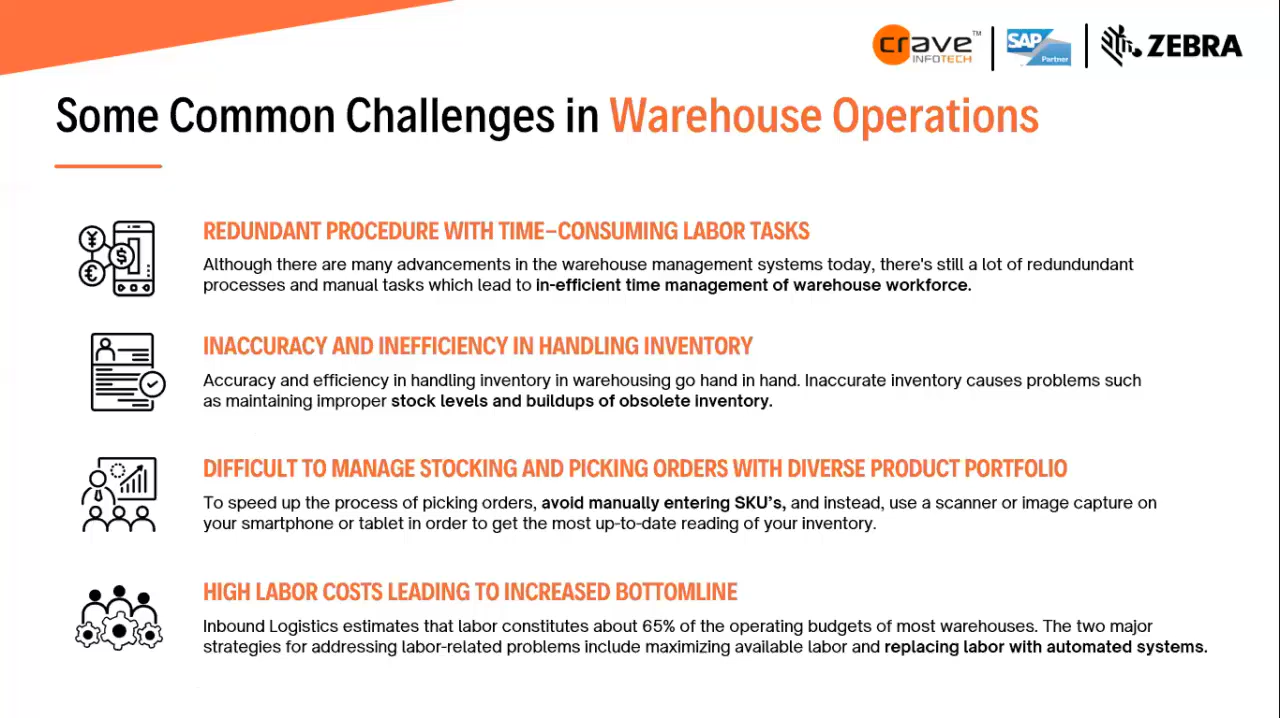 crave™
INFOTECH
SAP
Partner
ZEBRA
Some Common Challenges in Warehouse Operations
REDUNDANT PROCEDURE WITH TIME-CONSUMING LABOR TASKS
Although there are many advancements in the warehouse management systems today, there's still a lot of redundundant
processes and manual tasks which lead to in-efficient time management of warehouse workforce.
INACCURACY AND INEFFICIENCY IN HANDLING INVENTORY
Accuracy and efficiency in handling inventory in warehousing go hand in hand. Inaccurate inventory causes problems such
as maintaining improper stock levels and buildups of obsolete inventory.
DIFFICULT TO MANAGE STOCKING AND PICKING ORDERS WITH DIVERSE PRODUCT PORTFOLIO
To speed up the process of picking orders, avoid manually entering SKU's, and instead, use a scanner or image capture on
your smartphone or tablet in order to get the most up-to-date reading of your inventory.
HIGH LABOR COSTS LEADING TO INCREASED BOTTOMLINE
Inbound Logistics estimates that labor constitutes about 65% of the operating budgets of most warehouses. The two major
strategies for addressing labor-related problems include maximizing available labor and replacing labor with automated systems.